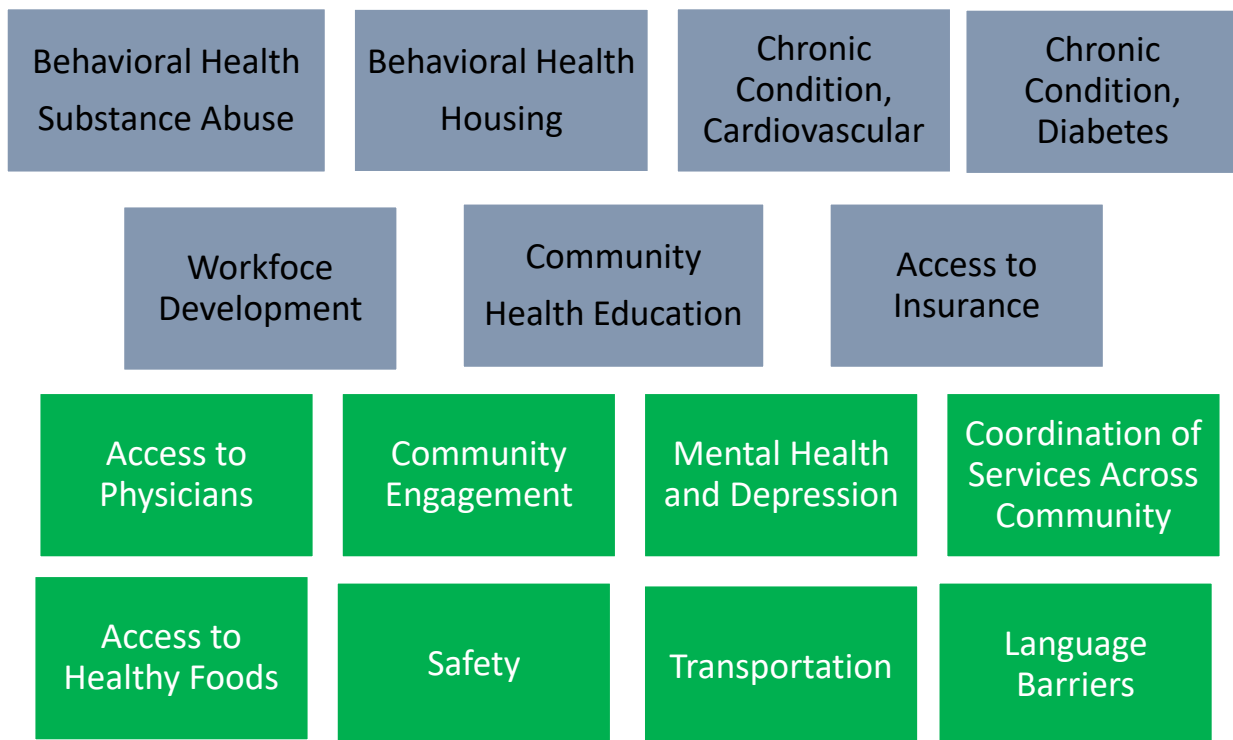 Behavioral Health
Substance Abuse
Behavioral Health
Housing
Chronic
Condition,
Cardiovascular
Chronic
Condition,
Diabetes
Workfoce
Development
Community
Health Education
Access to
Insurance
Access to
Physicians
Community
Engagement
Mental Health
and Depression
Coordination of
Services Across
Community
Access to
Healthy Foods
Safety
Transportation
Language
Barriers